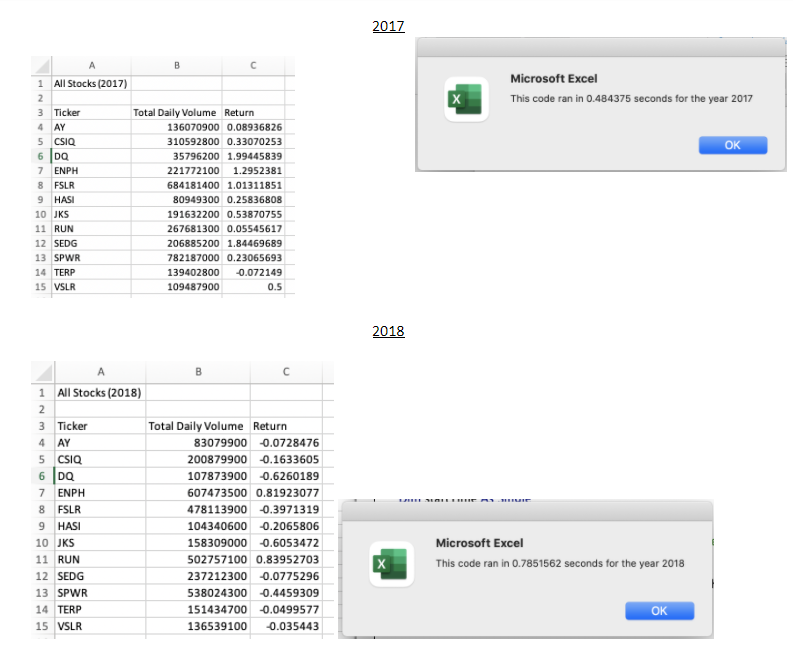 2017
A B C
1 All Stocks (2017)
2
3 Ticker Total Daily Volume Return
4 AY 136070900 0.08936826
5 CSIQ 310592800 0.33070253
6 DQ 35796200 1.99445839
7 ENPH 221772100 1.2952381
8 FSLR 684181400 1.01311851
9 HASI 80949300 0.25836808
10 JKS 191632200 0.53870755
11 RUN 267681300 0.05545617
12 SEDG 206885200 1.84469689
13 SPWR 782187000 0.23065693
14 TERP 139402800 -0.072149
15 VSLR 109487900 0.5
Microsoft Excel
This code ran in 0.484375 seconds for the year 2017
OK
2018
A B C
1 All Stocks (2018)
2
3 Ticker Total Daily Volume Return
4 AY 83079900 -0.0728476
5 CSIQ 200879900 -0.1633605
6 DQ 107873900 -0.6260189
7 ENPH 607473500 0.81923077
8 FSLR 478113900 -0.3971319
9 HASI 104340600 -0.2065806
10 JKS 158309000 -0.6053472
11 RUN 502757100 0.83952703
12 SEDG 237212300 -0.0775296
13 SPWR 538024300 -0.4459309
14 TERP 151434700 -0.0499577
15 VSLR 136539100 -0.035443
Microsoft Excel
This code ran in 0.7851562 seconds for the year 2018
OK